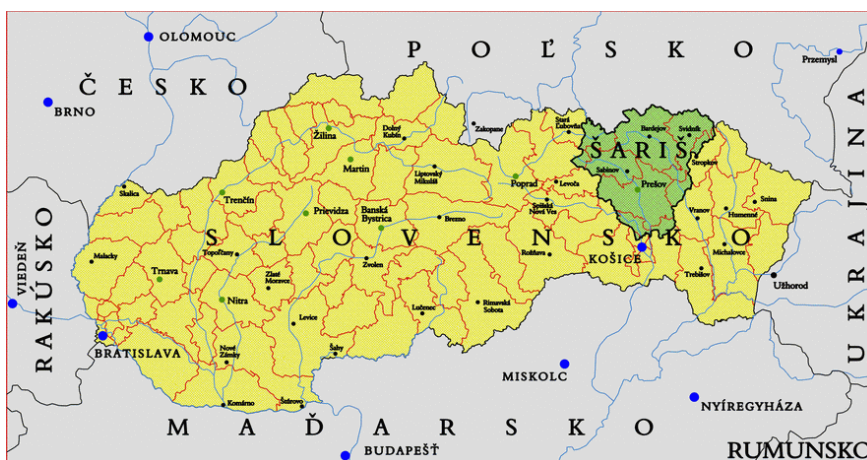 OLOMOUC
POĽSKO
Przemysl
ČESKO
BRNO
Zakopane
Stará
Ľubovňa
Bardejov
Svidník
Žilina
Dolný
Kubín
ŠARIŠ
Stropkov
Martin
Liptovský
Mikuláš
Poprad
Levoča
Sabinov
Prešov
Skalica
Trenčín
Prievidza
Banská
Bystrica
Brezno
Spišská
Nová Ves
Vranov
Humenné
Snina
UKRAJINA
SLOVENSKO
Malacky
Topoľčany
Zvolen
Rožňava
KOŠICE
Michalovce
VIEDEŇ
RAKÚSKO
Trnava
Zlaté
Moravce
Trebišov
Užhorod
Nitra
Levice
Lučenec
Rimavská
Sobota
BRATISLAVA
Nové
Zámky
Šahy
MISKOLC
Komárno
Štúrovo
NYÍREGYHÁZA
MAĎARSKO
BUDAPEŠŤ
RUMUNSKO